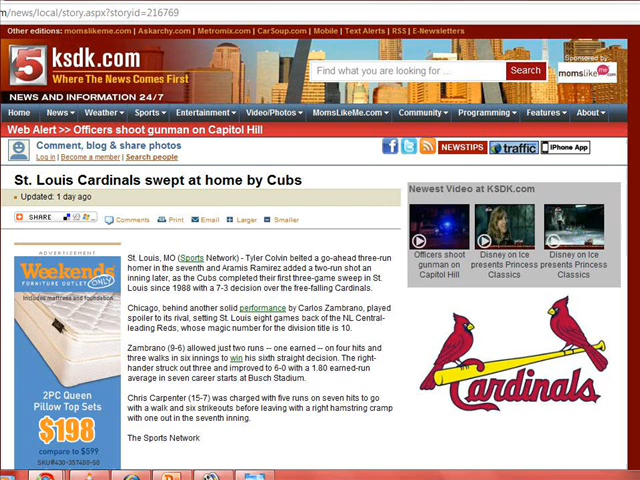 m/news/local/story.aspx?storyid=216769
Other editions: momslikeme.com | Askarchy.com | Metromix.com | CarSoup.com | Mobile | Text Alerts | RSS | E-Newsletters
5 ksdk.com
Where The News Comes First
NEWS AND INFORMATION 24/7
Find what you are looking for ...
Search
Sponsored by
momslikeme.com
Home News Weather Sports Entertainment Video/Photos MomsLikeMe.com Community Programming Features About
Web Alert >> Officers shoot gunman on Capitol Hill
Comment, blog & share photos
Log in | Become a member | Search people
NEWSTIPS traffic iPhone App
St. Louis Cardinals swept at home by Cubs
Updated: 1 day ago
SHARE Comments Print Email Larger Smaller
Newest Video at KSDK.com
Officers shoot gunman on Capitol Hill
Disney on Ice presents Princess Classics
Disney on Ice presents Princess Classics
ADVERTISEMENT
Weekends ONLY
FURNITURE OUTLET
Includes mattress and foundation
2PC Queen
Pillow Top Sets
$198
compare to $599
SKU#430-357488-50
St. Louis, MO (Sports Network) - Tyler Colvin belted a go-ahead three-run
homer in the seventh and Aramis Ramirez added a two-run shot an
inning later, as the Cubs completed their first three-game sweep in St.
Louis since 1988 with a 7-3 decision over the free-falling Cardinals.
Chicago, behind another solid performance by Carlos Zambrano, played
spoiler to its rival, setting St. Louis eight games back of the NL Central-
leading Reds, whose magic number for the division title is 10.
Zambrano (9-6) allowed just two runs -- one earned -- on four hits and
three walks in six innings to win his sixth straight decision. The right-
hander struck out three and improved to 6-0 with a 1.80 earned-run
average in seven career starts at Busch Stadium.
Chris Carpenter (15-7) was charged with five runs on seven hits to go
with a walk and six strikeouts before leaving with a right hamstring cramp
with one out in the seventh inning.
The Sports Network
Cardinals